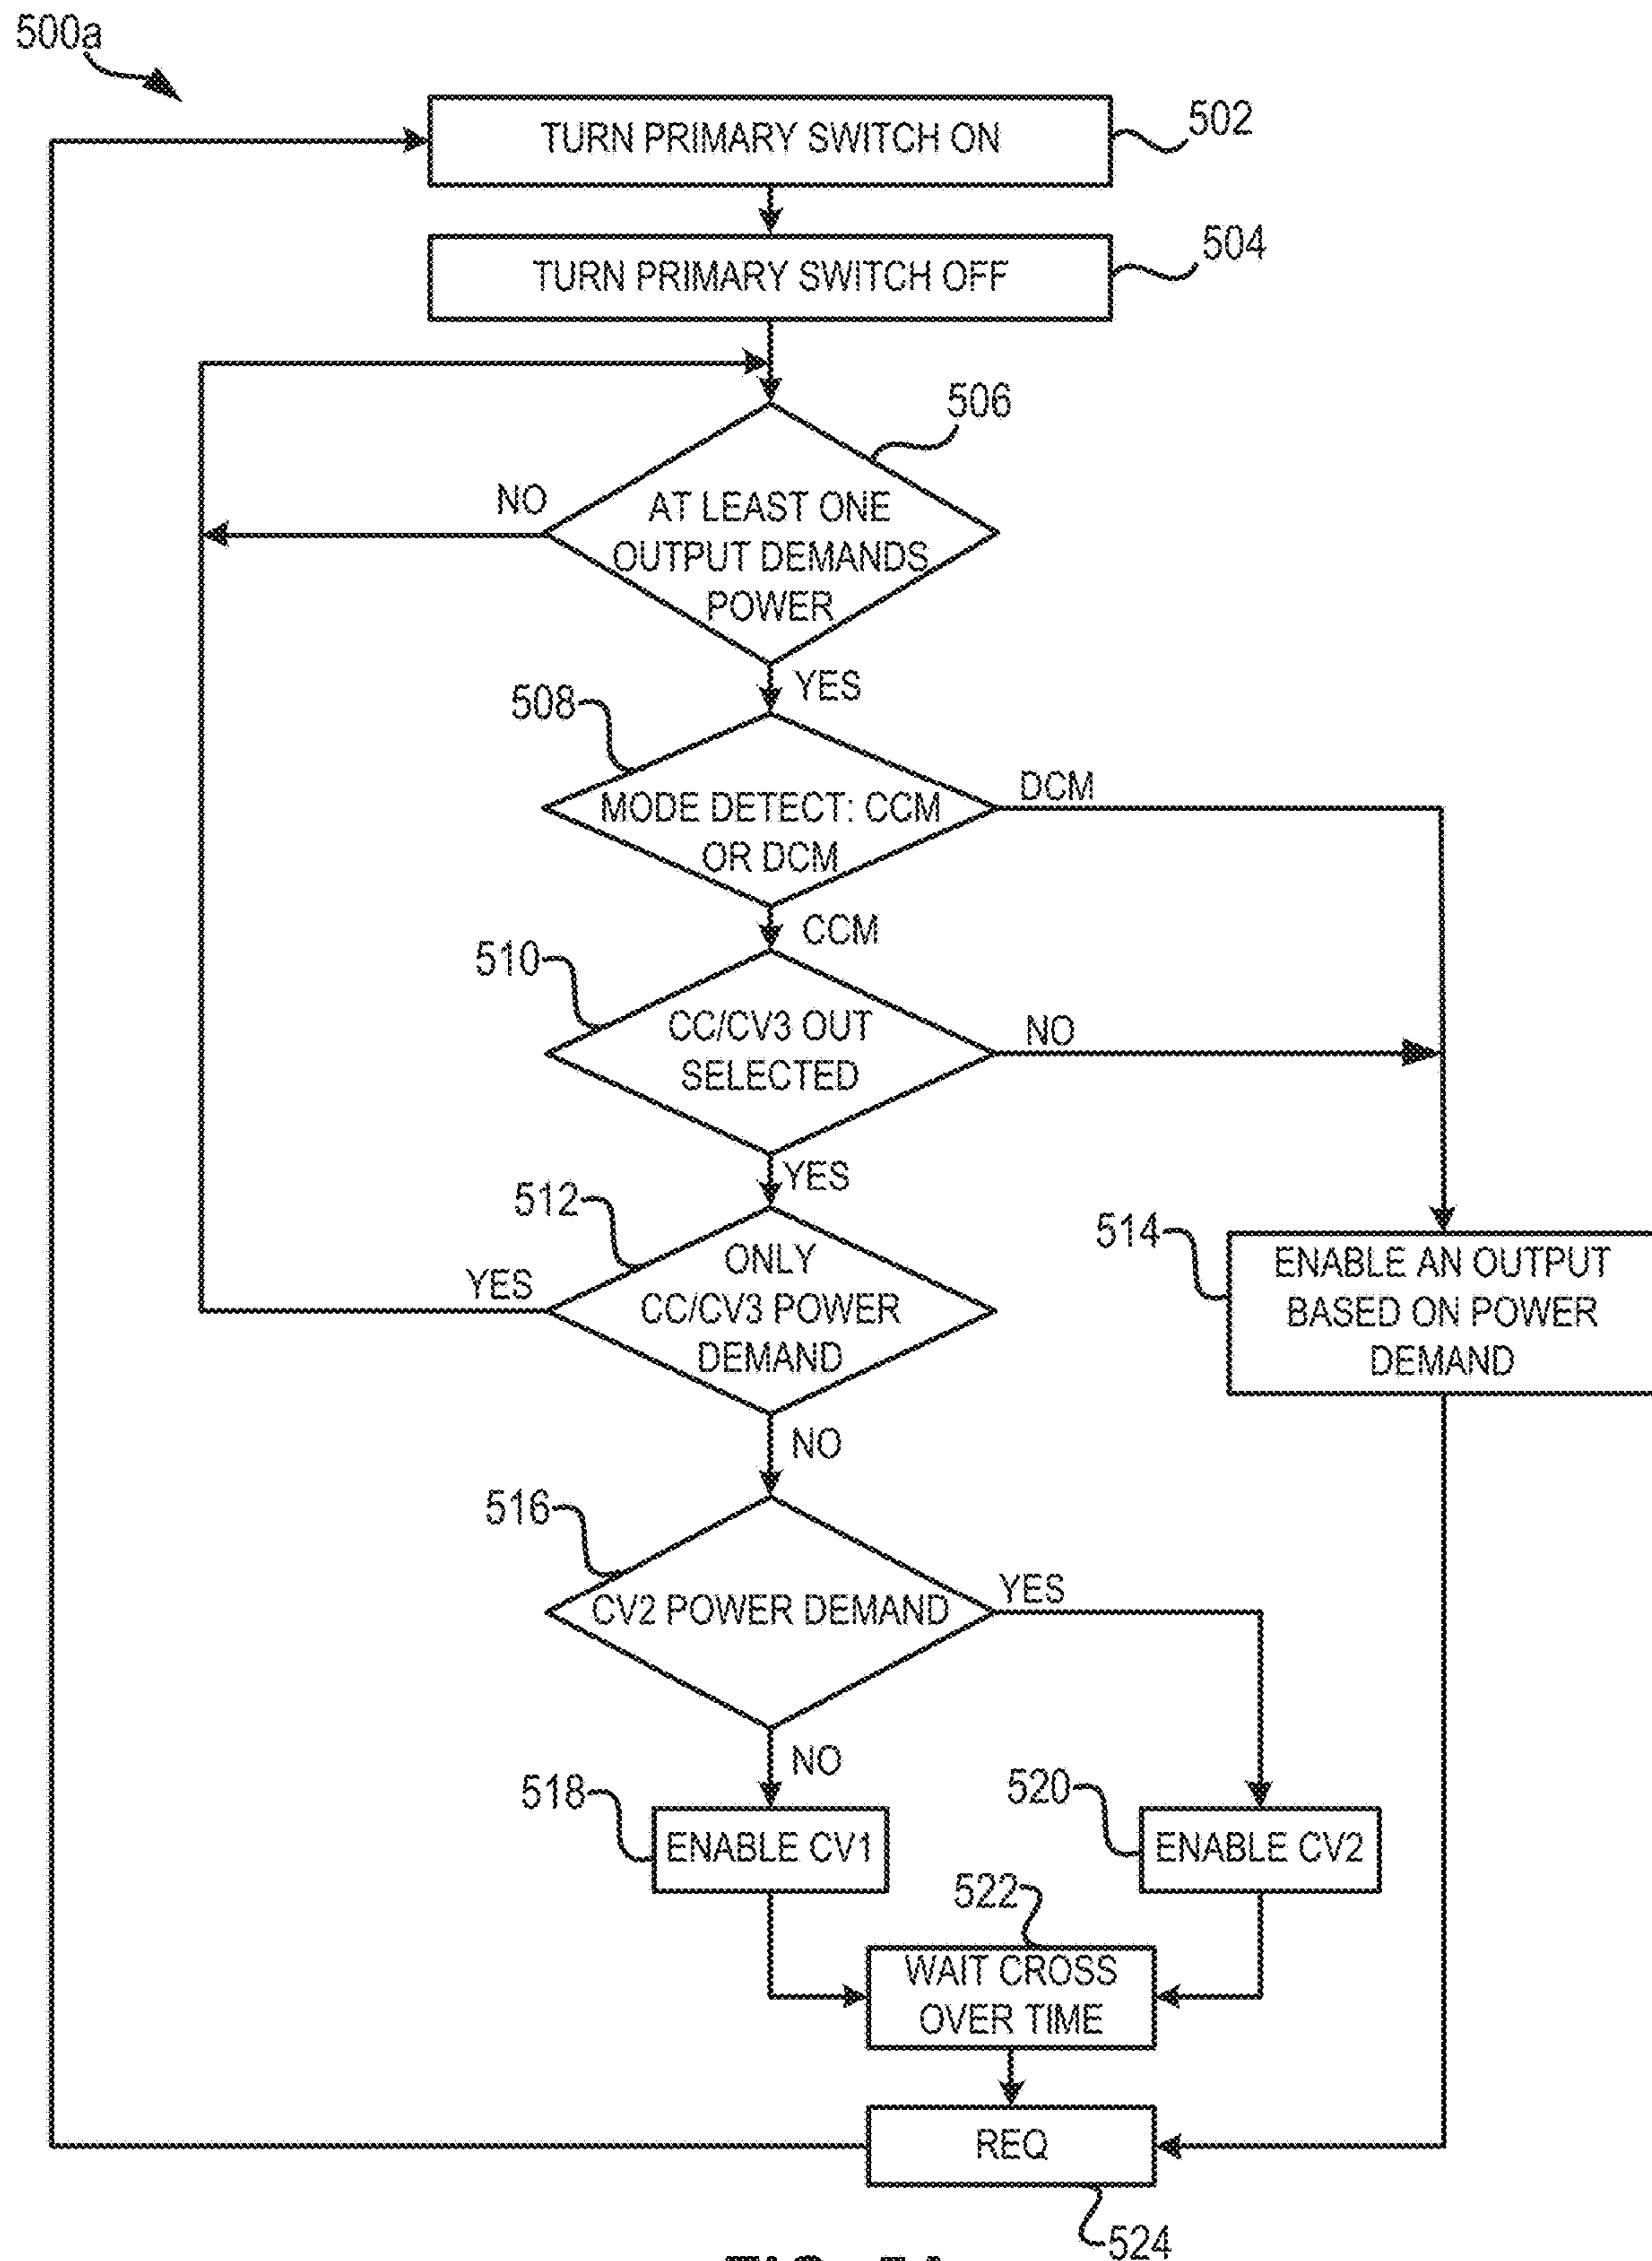 500a
TURN PRIMARY SWITCH ON
502
TURN PRIMARY SWITCH OFF
504
506
NO
AT LEAST ONE
OUTPUT DEMANDS
POWER
YES
508
DCM
MODE DETECT: CCM
OR DCM
CCM
510
NO
CC/CV3 OUT
SELECTED
YES
512
ONLY
CC/CV3 POWER
DEMAND
YES
514
ENABLE AN OUTPUT
BASED ON POWER
DEMAND
NO
516
YES
CV2 POWER DEMAND
NO
518
ENABLE CV1
520
ENABLE CV2
522
WAIT CROSS
OVER TIME
REQ
524